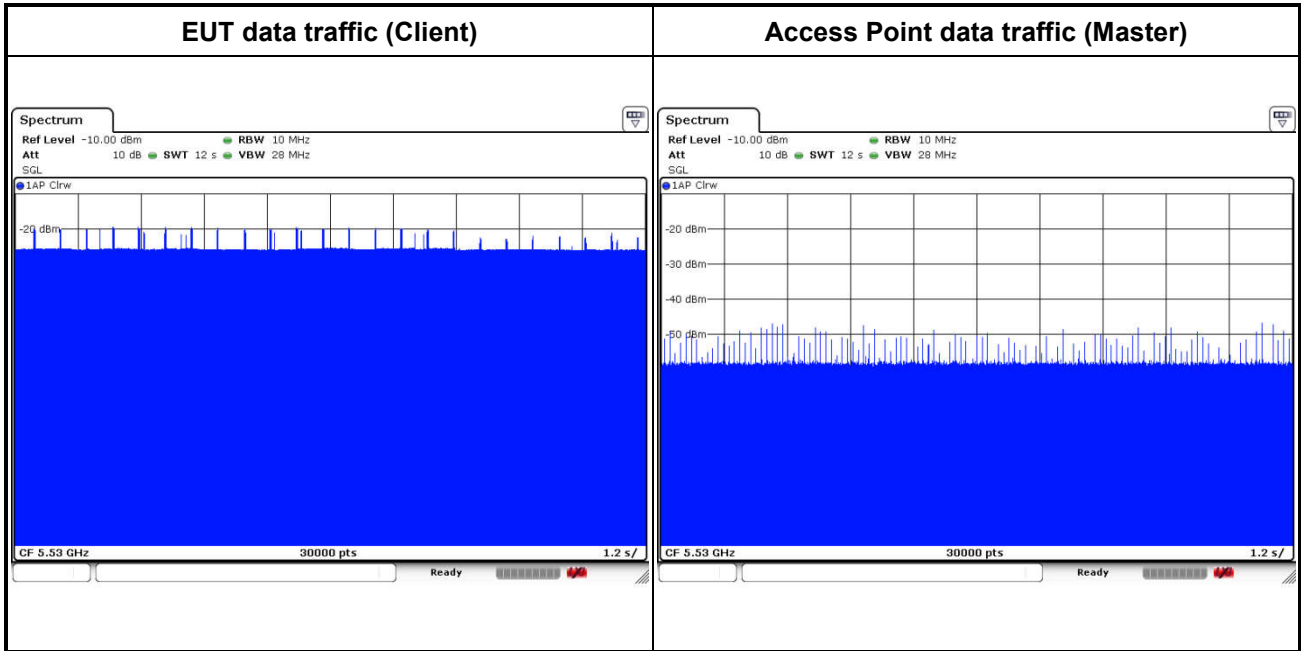 EUT data traffic (Client)
Access Point data traffic (Master)
Spectrum
Ref Level -10.00 dBm RBW 10 MHz
Att 10 dB SWT 12 s VBW 28 MHz
SGL
1AP Clrw
-20 dBm
CF 5.53 GHz 30000 pts 1.2 s/
Ready
Spectrum
Ref Level -10.00 dBm RBW 10 MHz
Att 10 dB SWT 12 s VBW 28 MHz
SGL
1AP Clrw
-20 dBm
-30 dBm
-40 dBm
-50 dBm
CF 5.53 GHz 30000 pts 1.2 s/
Ready